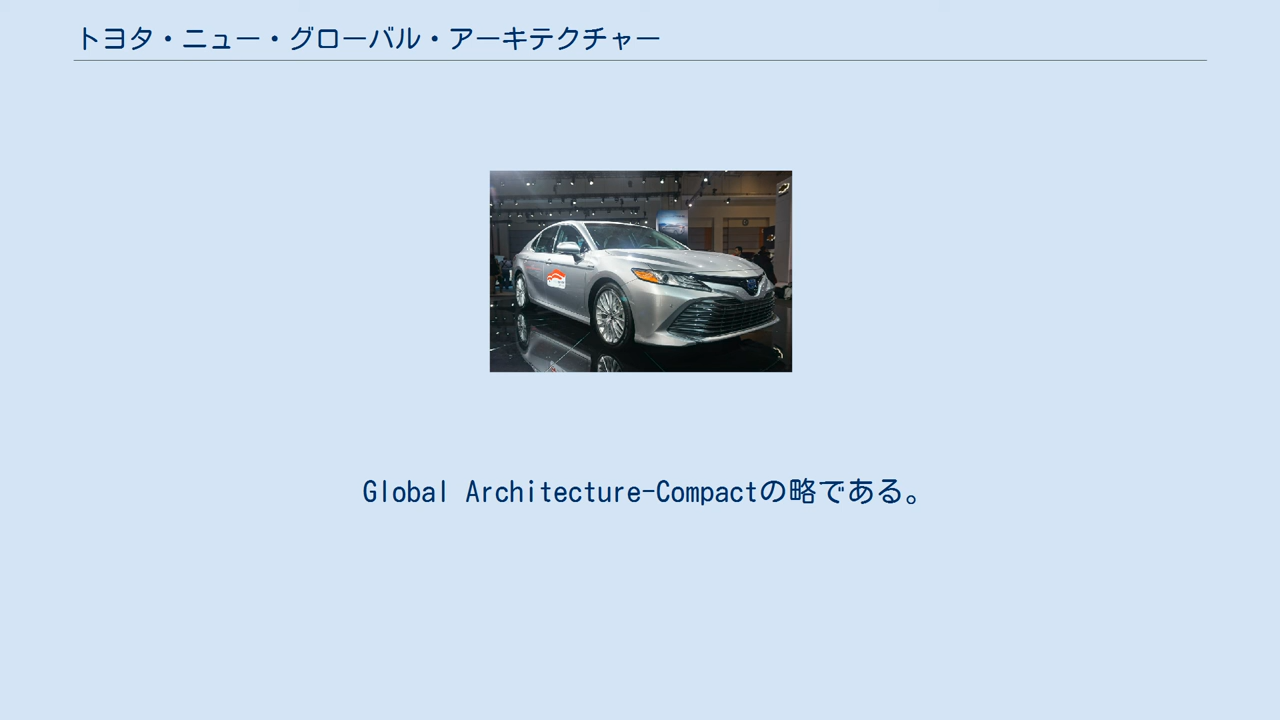 トヨタ・ニュー・グローバル・アーキテクチャー
Global Architecture-Compactの略である。